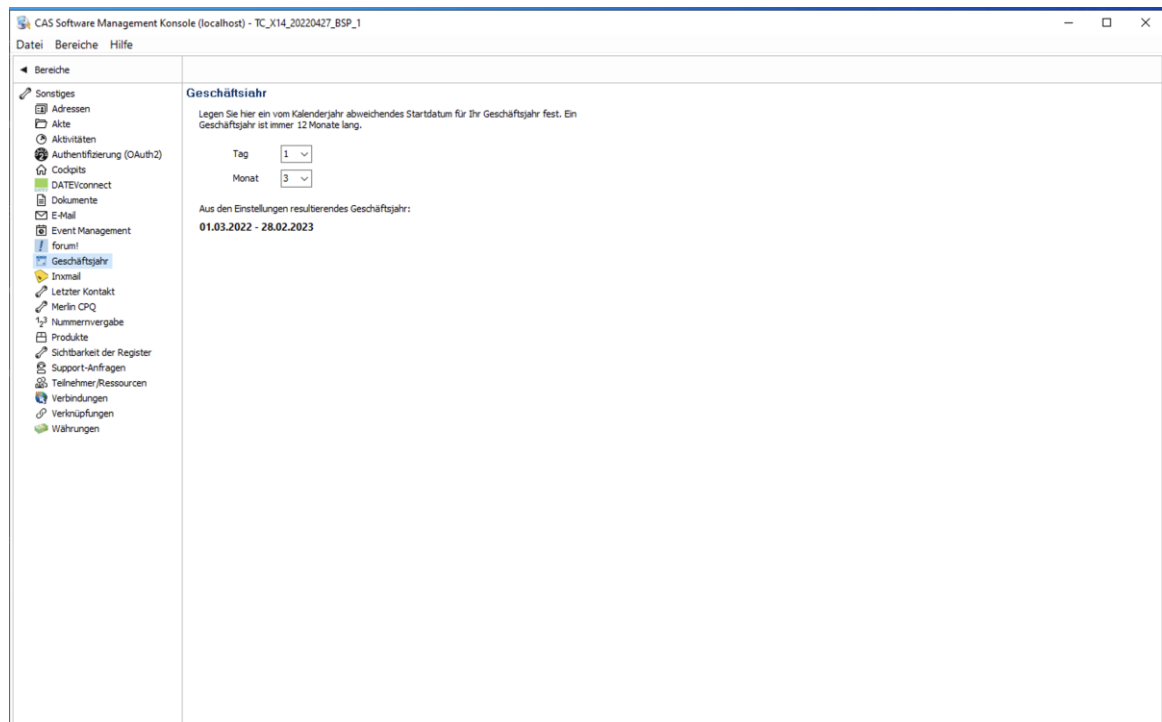 CAS Software Management Konsole (localhost) - TC_X14_20220427_BSP_1
Datei Bereiche Hilfe
Bereiche
Sonstiges
Adressen
Akte
Aktivitäten
Authentifizierung (OAuth2)
Cockpits
DATEVconnect
Dokumente
E-Mail
Event Management
forum!
Geschäftsjahr
Inxmail
Letzter Kontakt
Merlin CPQ
Nummernvergabe
Produkte
Sichtbarkeit der Register
Support-Anfragen
Teilnehmer/Ressourcen
Verbindungen
Verknüpfungen
Währungen
Geschäftsjahr
Legen Sie hier ein vom Kalenderjahr abweichendes Startdatum für Ihr Geschäftsjahr fest. Ein
Geschäftsjahr ist immer 12 Monate lang.
Tag 1
Monat 3
Aus den Einstellungen resultierendes Geschäftsjahr:
01.03.2022 - 28.02.2023